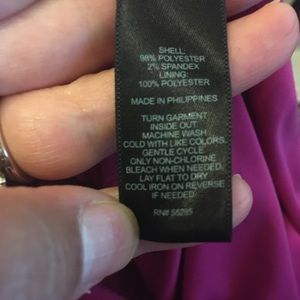 SHELL:
98% POLYESTER
2% SPANDEX
LINING:
100% POLYESTER
MADE IN PHILIPPINES
TURN GARMENT
INSIDE OUT
MACHINE WASH
COLD WITH LIKE COLORS.
GENTLE CYCLE
ONLY NON-CHLORINE
BLEACH WHEN NEEDED.
LAY FLAT TO DRY
COOL IRON ON REVERSE
IF NEEDED.
RN# 55285